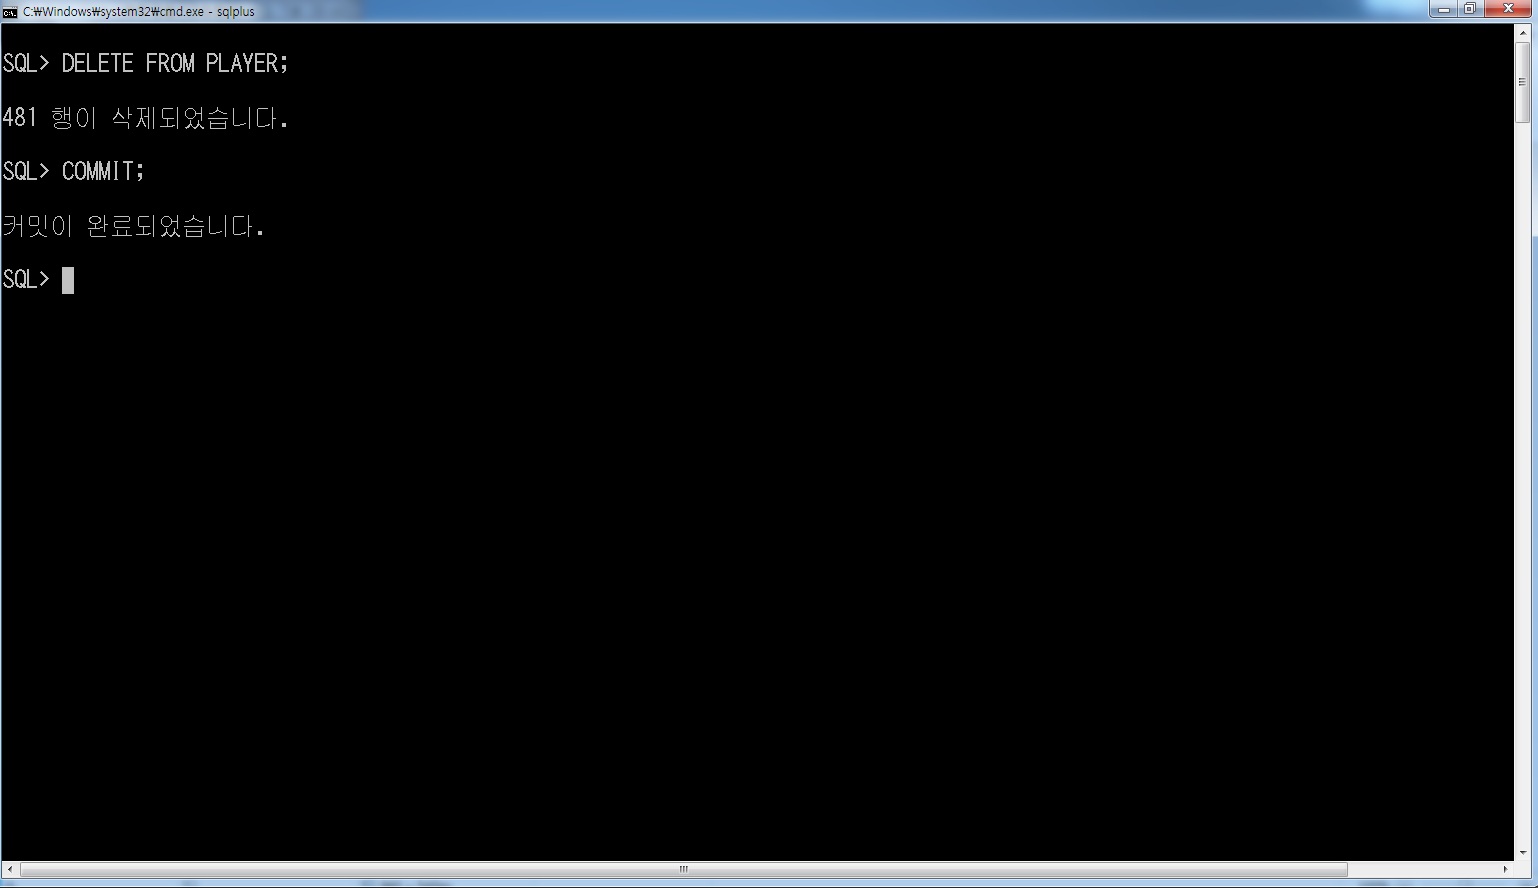 C:₩Windows₩system32₩cmd.exe - sqlplus
SQL> DELETE FROM PLAYER;
481 행이 삭제되었습니다.
SQL> COMMIT;
커밋이 완료되었습니다.
SQL>